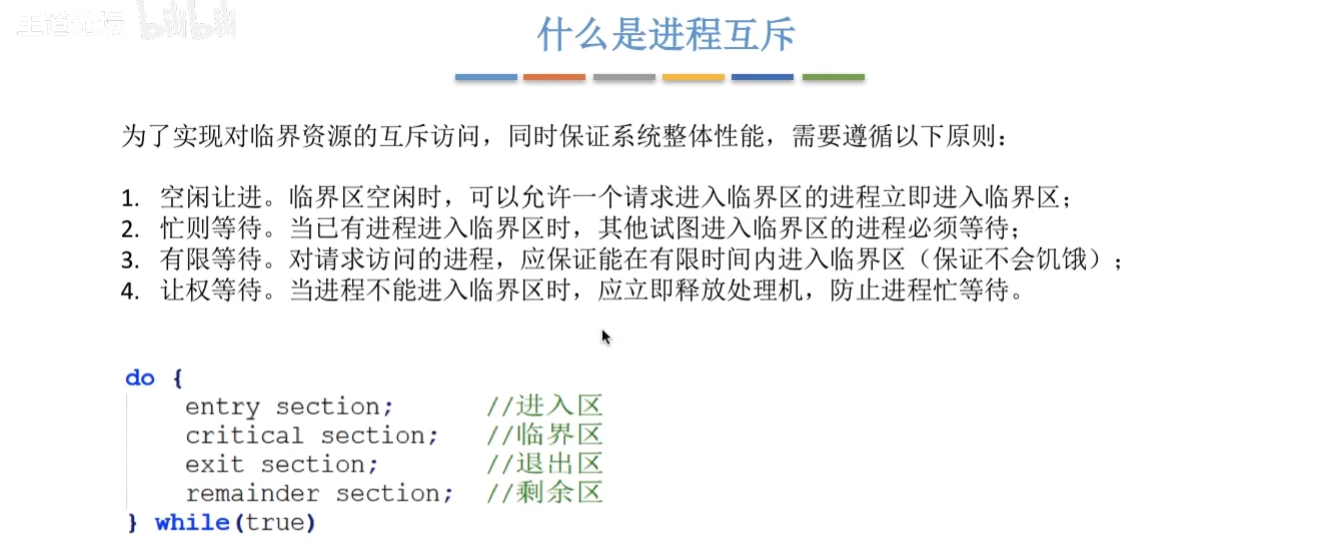 王道论坛 bilibili
什么是进程互斥
为了实现对临界资源的互斥访问，同时保证系统整体性能，需要遵循以下原则：
1. 空闲让进。临界区空闲时，可以允许一个请求进入临界区的进程立即进入临界区；
2. 忙则等待。当已有进程进入临界区时，其他试图进入临界区的进程必须等待；
3. 有限等待。对请求访问的进程，应保证能在有限时间内进入临界区（保证不会饥饿）；
4. 让权等待。当进程不能进入临界区时，应立即释放处理机，防止进程忙等待。
do {
entry section; //进入区
critical section; //临界区
exit section; //退出区
remainder section; //剩余区
} while(true)